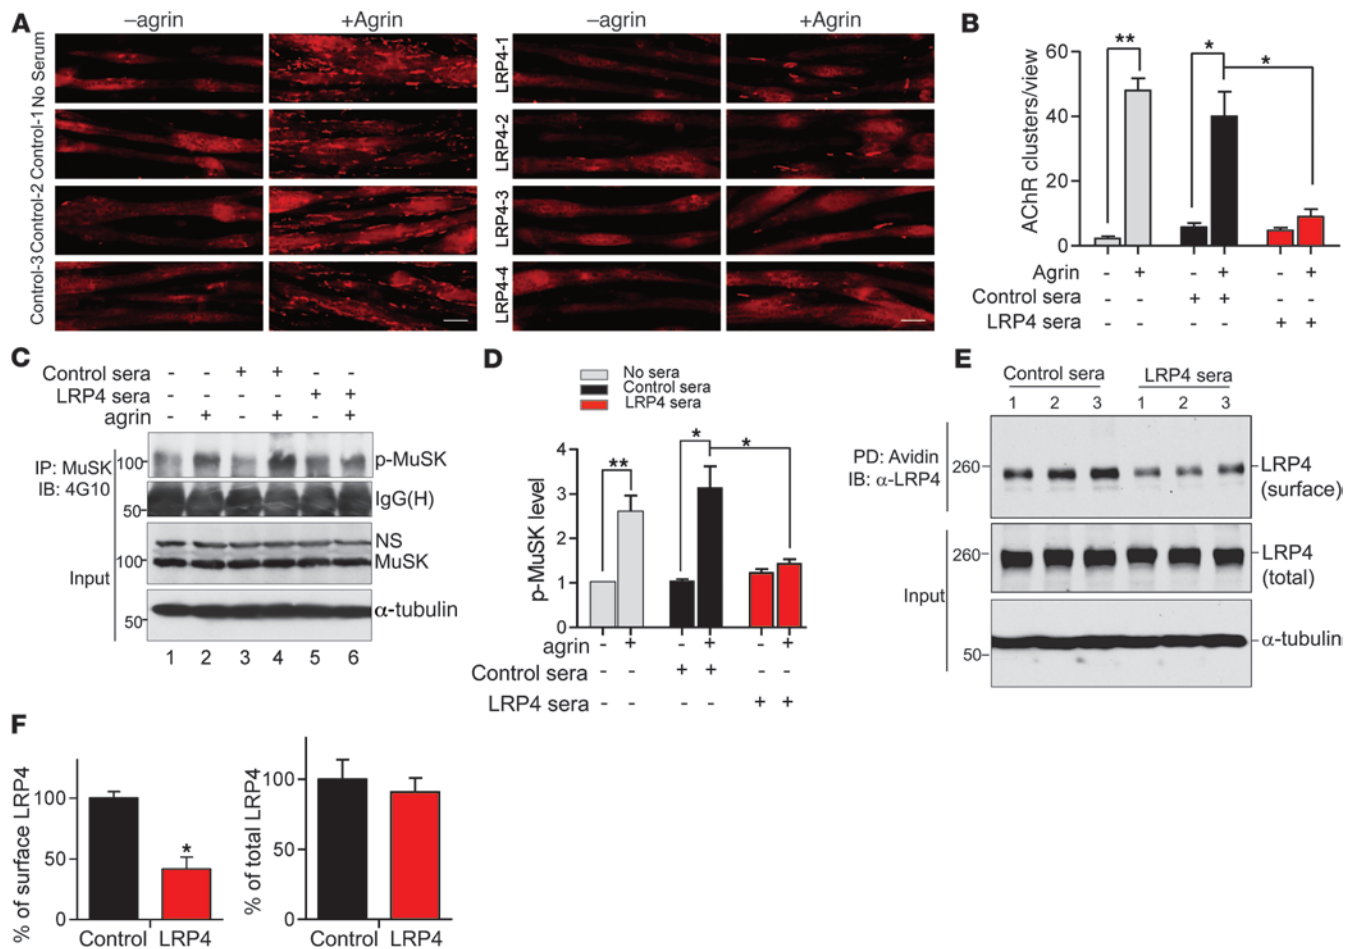 A
–agrin
+Agrin
–agrin
+Agrin
No Serum
Control-1
Control-2
Control-3
LRP4-1
LRP4-2
LRP4-3
LRP4-4
B
AChR clusters/view
60
40
20
0
**
*
*
Agrin - + - + - +
Control sera - - + + - -
LRP4 sera - - - - + +
C
Control sera - - + + - -
LRP4 sera - - - - + +
agrin - + - + - +
IP: MuSK
IB: 4G10
100
50
p-MuSK
IgG(H)
Input
100
50
NS
MuSK
α-tubulin
1 2 3 4 5 6
D
No sera
Control sera
LRP4 sera
p-MuSK level
4
3
2
1
0
**
*
*
agrin - + - + - +
Control sera - - + + - -
LRP4 sera - - - - + +
E
Control sera LRP4 sera
1 2 3 1 2 3
PD: Avidin
IB: α-LRP4
260
LRP4
(surface)
Input
260
LRP4
(total)
50
α-tubulin
F
% of surface LRP4
100
50
0
*
Control LRP4
% of total LRP4
100
50
0
Control LRP4